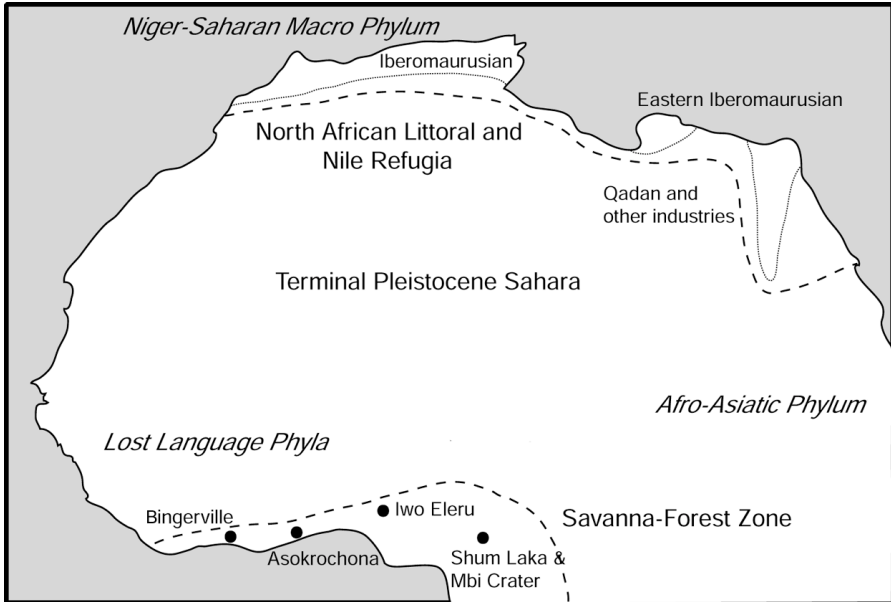 Niger-Saharan Macro Phylum
Iberomaurusian
Eastern Iberomaurusian
North African Littoral and
Nile Refugia
Qadan and
other industries
Terminal Pleistocene Sahara
Afro-Asiatic Phylum
Lost Language Phyla
Bingerville
Iwo Eleru
Savanna-Forest Zone
Asokrochona
Shum Laka &
Mbi Crater